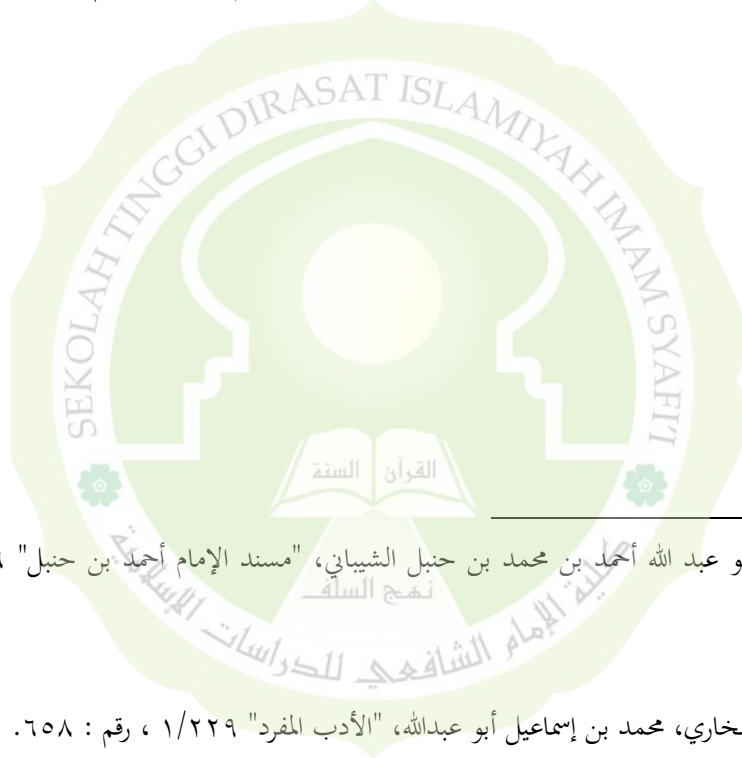 SEKOLAH TINGGI DIRASAT ISLAMIYAH IMAM SYAFI'I
القرآن السنة
و عبد الله أحمد بن محمد بن حنبل الشيباني، "مسند الإمام أحمد بن حنبل"
نهج السلف
كلية الإمام الشافعي للدراسات الإسلامية
خاري، محمد بن إسماعيل أبو عبدالله، "الأدب المفرد" ١/٢٢٩ ، رقم : ٦٥٨.